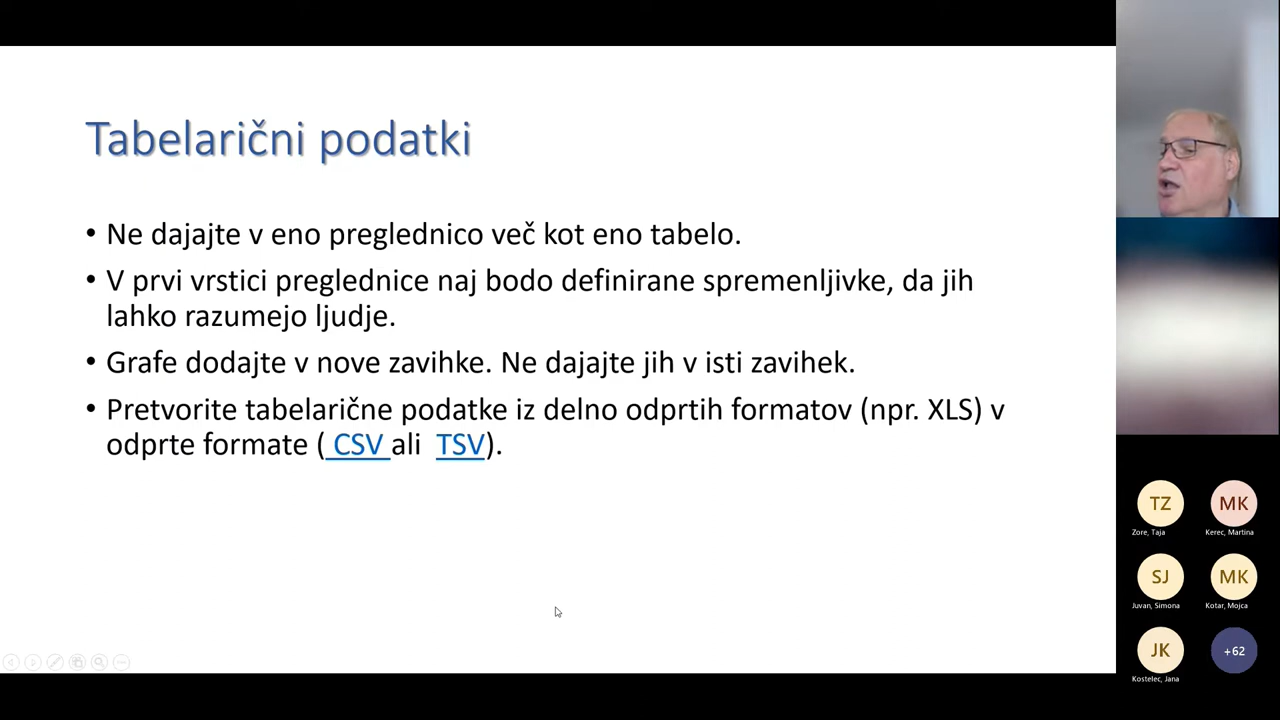 Tabelarični podatki
• Ne dajajte v eno preglednico več kot eno tabelo.
• V prvi vrstici preglednice naj bodo definirane spremenljivke, da jih
lahko razumejo ljudje.
• Grafe dodajte v nove zavihke. Ne dajajte jih v isti zavihek.
• Pretvorite tabelarične podatke iz delno odprtih formatov (npr. XLS) v
odprte formate ( CSV ali TSV).
TZ
Zore, Taja
MK
Kerec, Martina
SJ
Juvan, Simona
MK
Kotar, Mojca
JK
Kostelec, Jana
+62